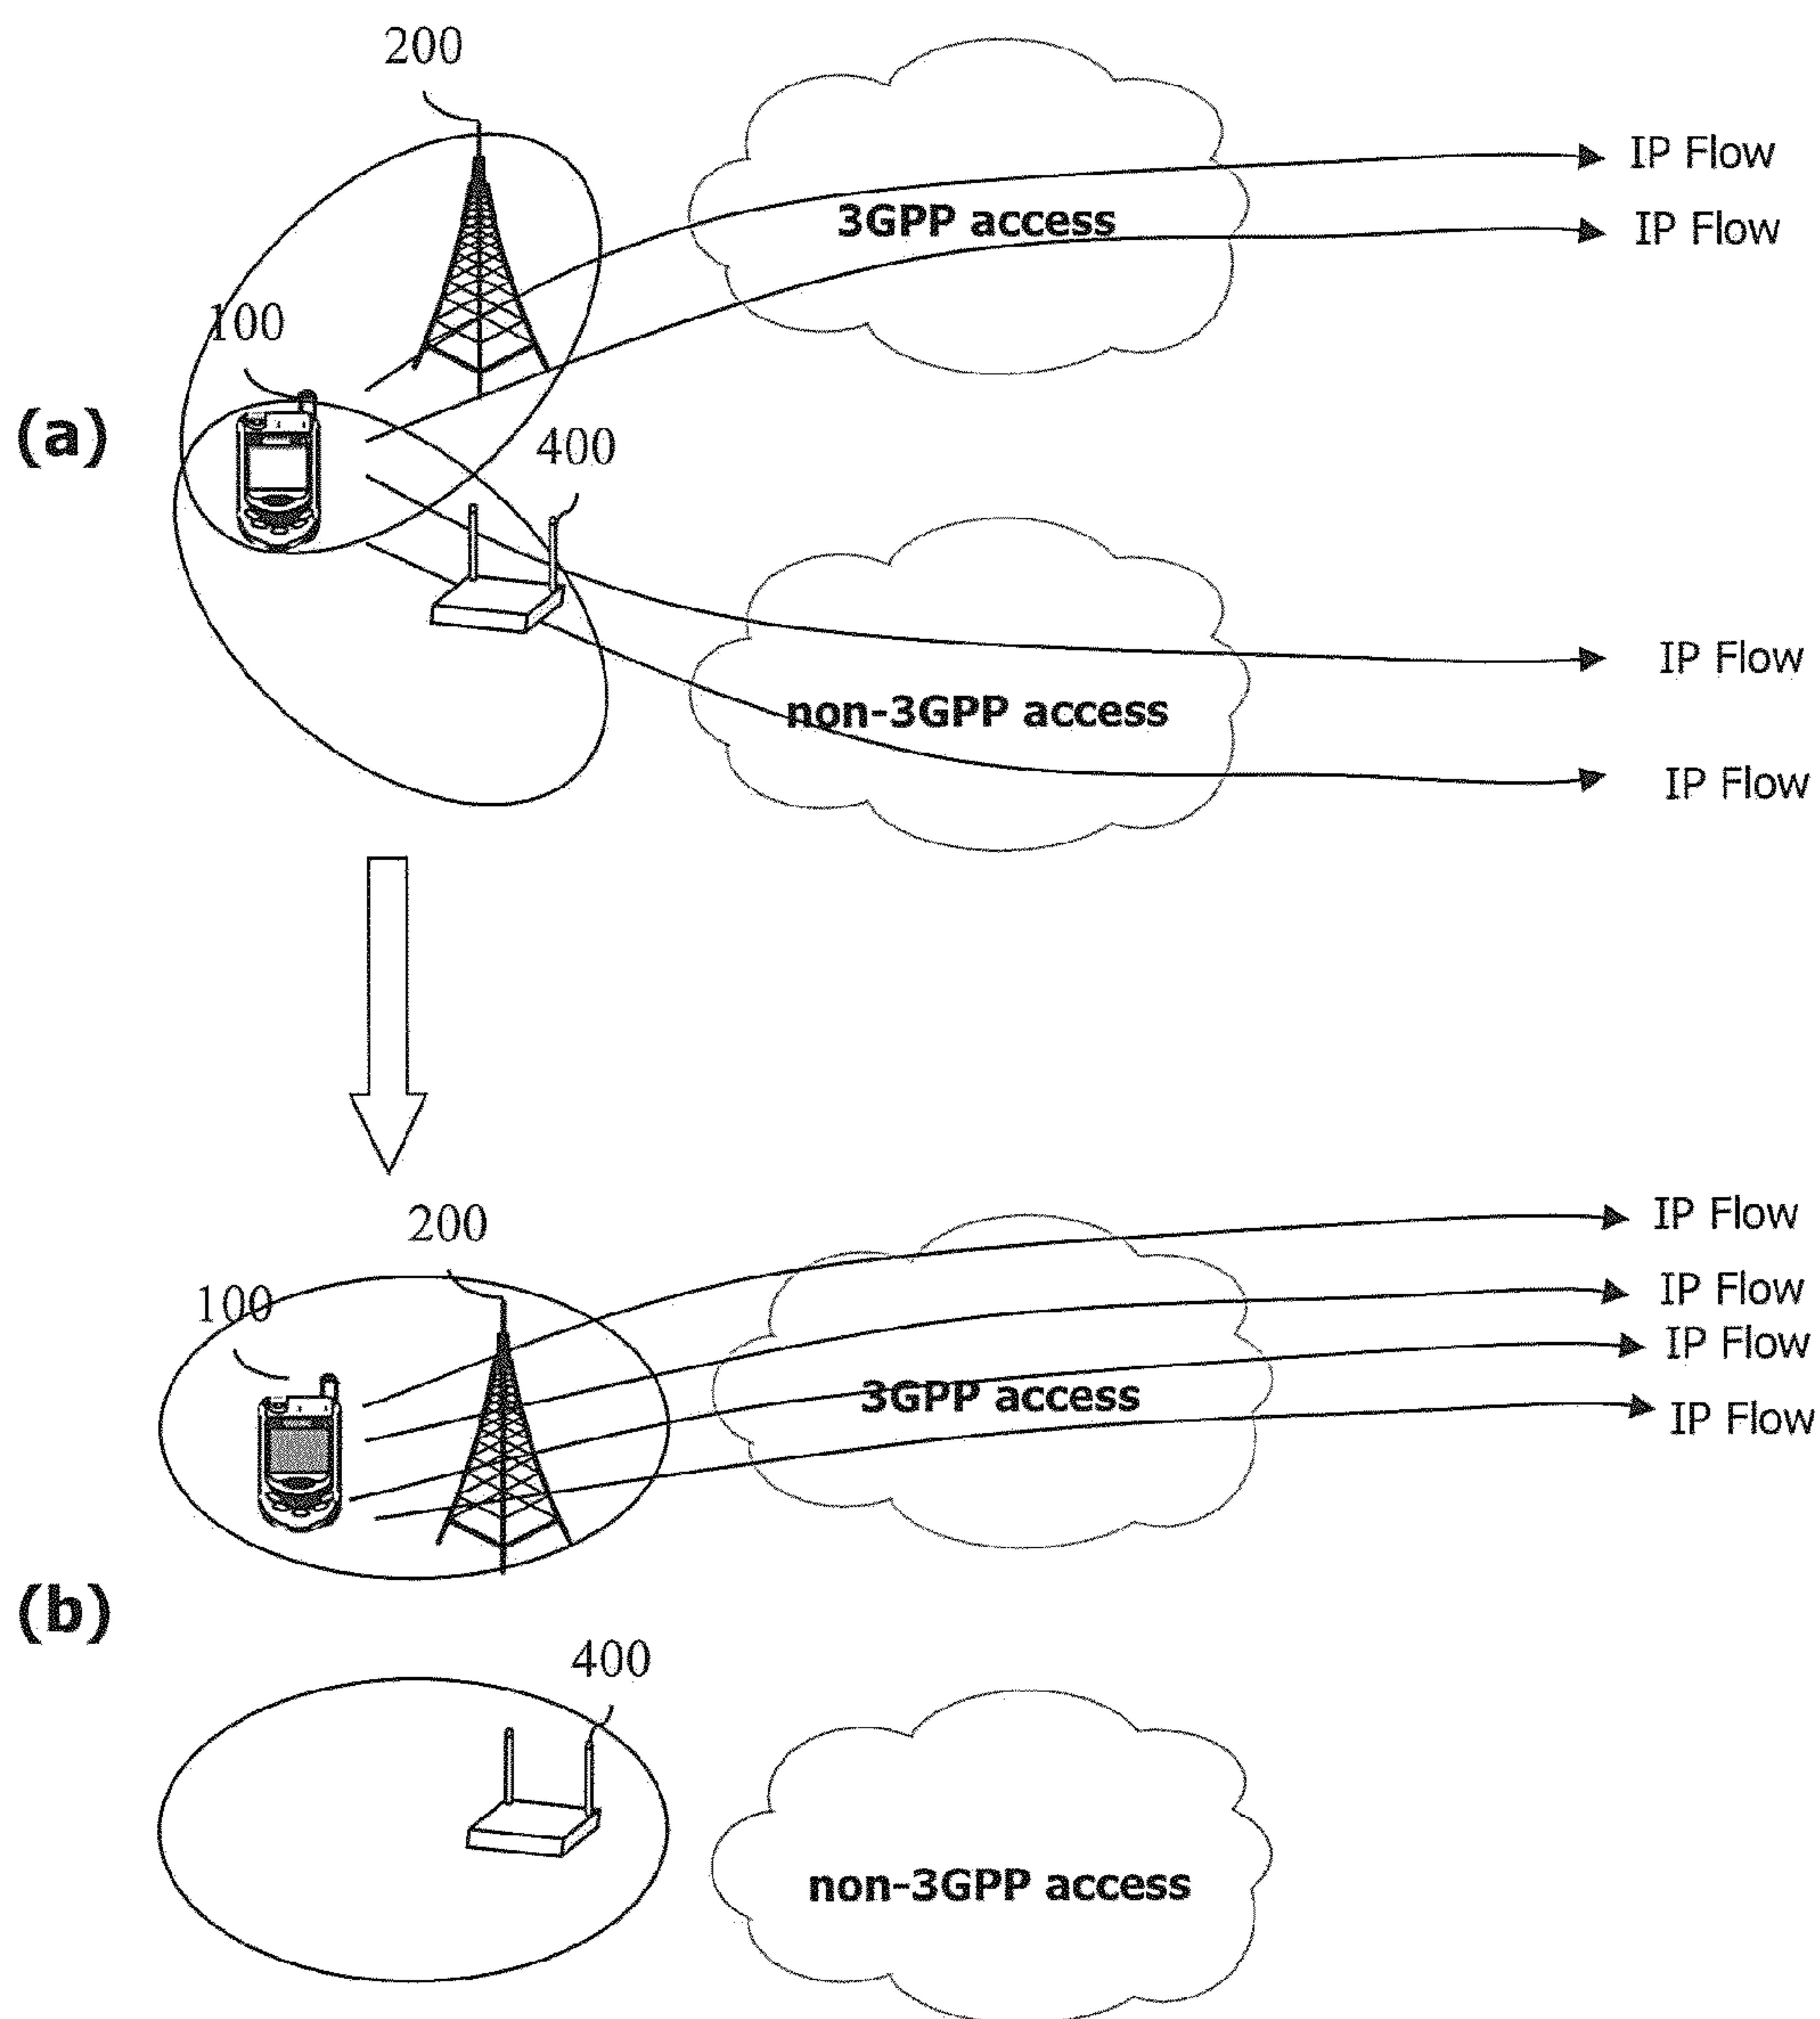 200
IP Flow
3GPP access
IP Flow
100
(a)
400
IP Flow
non-3GPP access
IP Flow
200
IP Flow
100
IP Flow
IP Flow
3GPP access
IP Flow
(b)
400
non-3GPP access